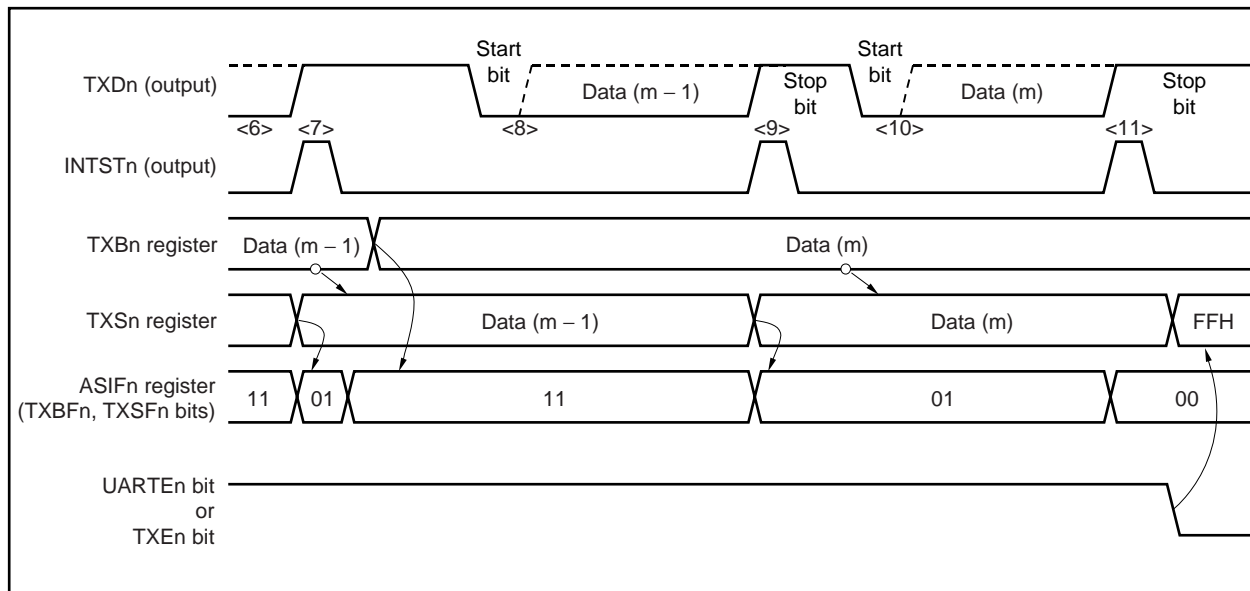 Start
bit
Start
bit
TXDn (output)
Data (m – 1)
Stop
bit
Data (m)
Stop
bit
<6>
<7>
<8>
<9>
<10>
<11>
INTSTn (output)
TXBn register
Data (m – 1)
Data (m)
TXSn register
Data (m – 1)
Data (m)
FFH
ASIFn register
(TXBFn, TXSFn bits)
11
01
11
01
00
UARTEn bit
or
TXEn bit